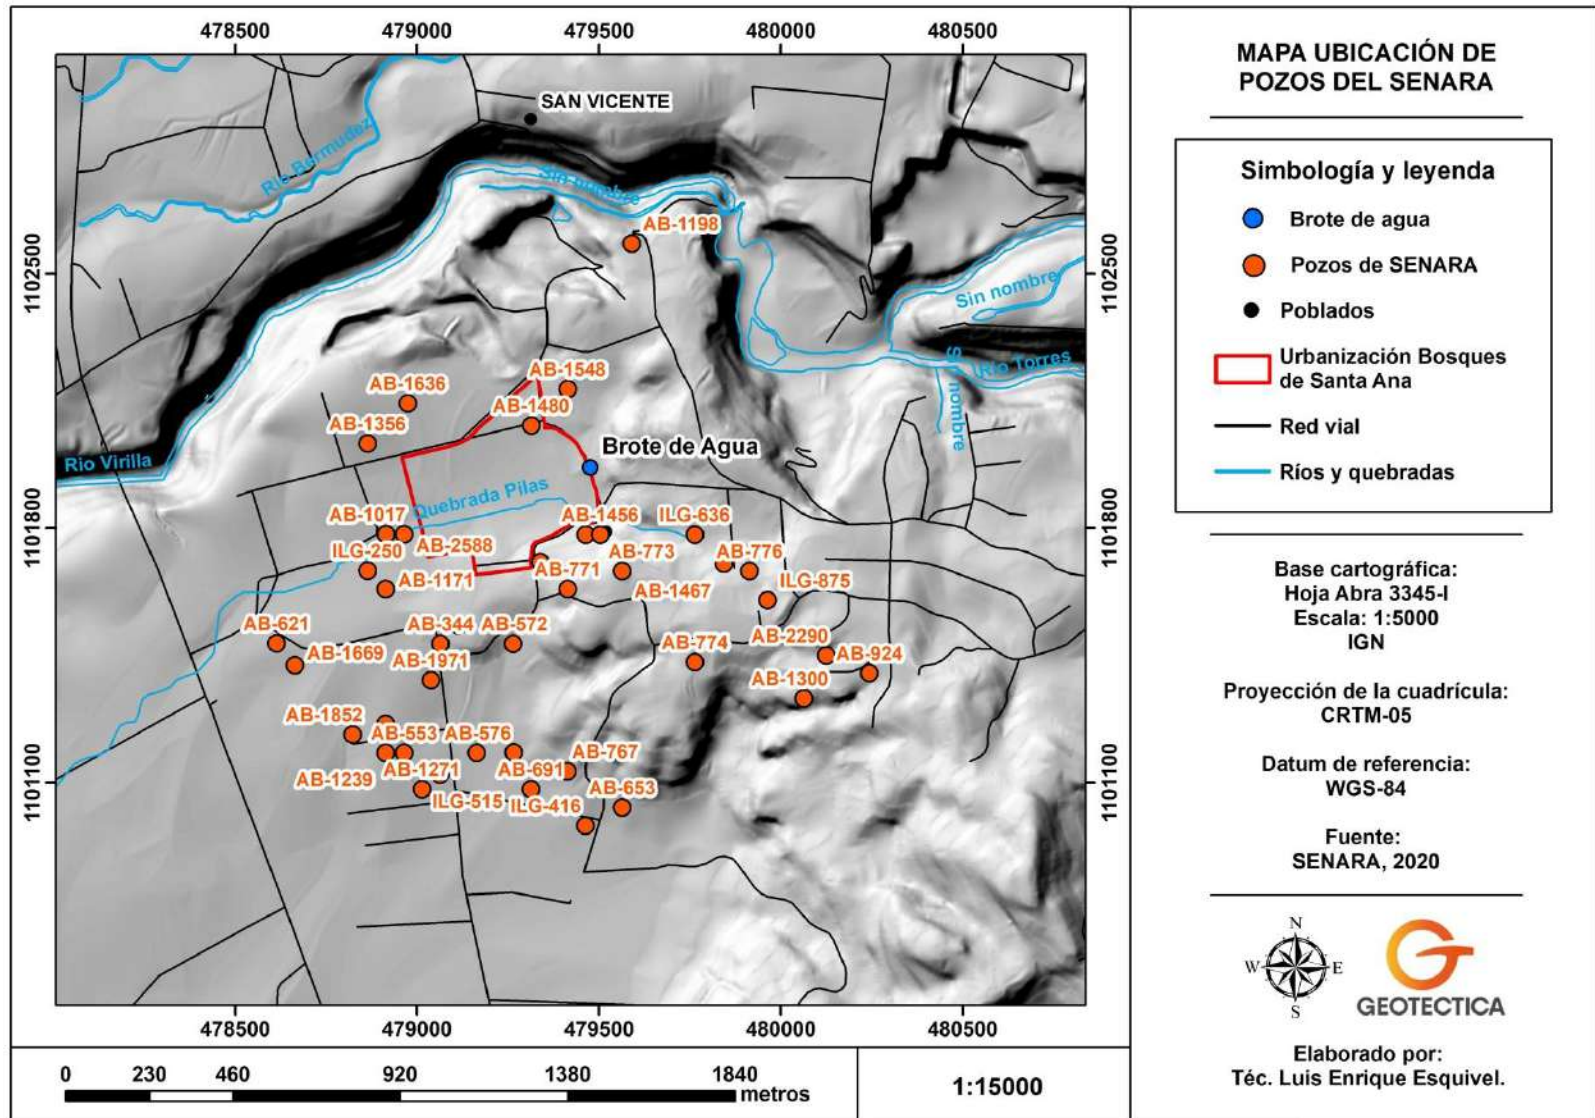 478500
479000
479500
480000
480500
SAN VICENTE
Rio Bermudez
Sin nombre
AB-1198
1102500
1102500
Sin nombre
Rio Torres
AB-1548
AB-1636
AB-1480
AB-1356
Brote de Agua
Rio Virilla
Quebrada Pilas
AB-1017
AB-1456
ILG-636
1101800
1101800
AB-2588
ILG-250
AB-773
AB-776
AB-771
AB-1171
AB-1467
ILG-875
AB-621
AB-344
AB-572
AB-2290
AB-774
AB-924
AB-1669
AB-1971
AB-1300
AB-1852
AB-553
AB-576
AB-767
AB-1239
AB-1271
AB-691
AB-653
ILG-515
ILG-416
1101100
1101100
478500
479000
479500
480000
480500
0
230
460
920
1380
1840
metros
1:15000
MAPA UBICACIÓN DE
POZOS DEL SENARA
Simbología y leyenda
Brote de agua
Pozos de SENARA
Poblados
Urbanización Bosques
de Santa Ana
Red vial
Ríos y quebradas
Base cartográfica:
Hoja Abra 3345-I
Escala: 1:5000
IGN
Proyección de la cuadrícula:
CRTM-05
Datum de referencia:
WGS-84
Fuente:
SENARA, 2020
N
W
E
S
GEOTECTICA
Elaborado por:
Téc. Luis Enrique Esquivel.